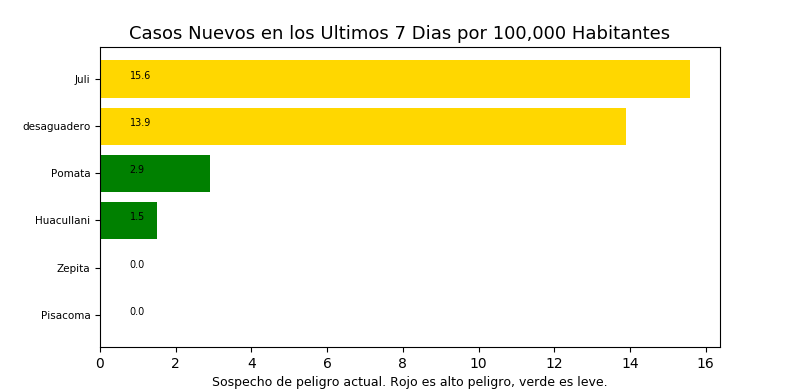 Casos Nuevos en los Ultimos 7 Dias por 100,000 Habitantes
Juli 15.6
desaguadero 13.9
Pomata 2.9
Huacullani 1.5
Zepita 0.0
Pisacoma 0.0
0 2 4 6 8 10 12 14 16
Sospecho de peligro actual. Rojo es alto peligro, verde es leve.